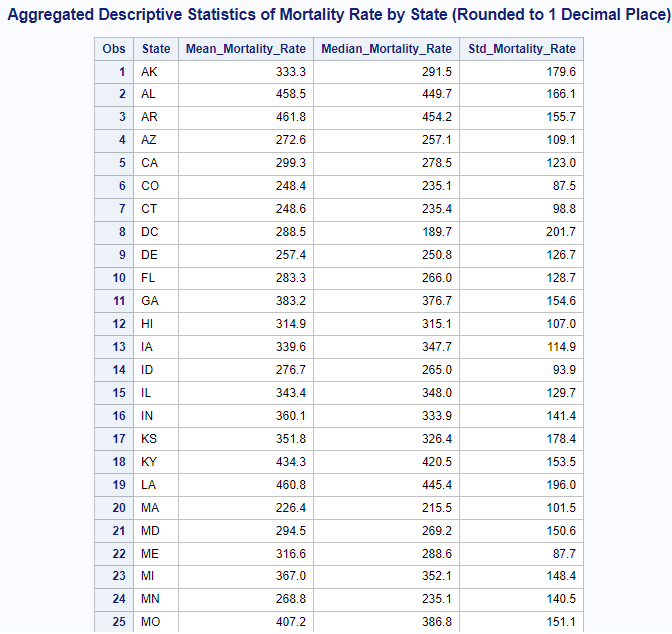 Aggregated Descriptive Statistics of Mortality Rate by State (Rounded to 1 Decimal Place)
Obs State Mean_Mortality_Rate Median_Mortality_Rate Std_Mortality_Rate
1 AK 333.3 291.5 179.6
2 AL 458.5 449.7 166.1
3 AR 461.8 454.2 155.7
4 AZ 272.6 257.1 109.1
5 CA 299.3 278.5 123.0
6 CO 248.4 235.1 87.5
7 CT 248.6 235.4 98.8
8 DC 288.5 189.7 201.7
9 DE 257.4 250.8 126.7
10 FL 283.3 266.0 128.7
11 GA 383.2 376.7 154.6
12 HI 314.9 315.1 107.0
13 IA 339.6 347.7 114.9
14 ID 276.7 265.0 93.9
15 IL 343.4 348.0 129.7
16 IN 360.1 333.9 141.4
17 KS 351.8 326.4 178.4
18 KY 434.3 420.5 153.5
19 LA 460.8 445.4 196.0
20 MA 226.4 215.5 101.5
21 MD 294.5 269.2 150.6
22 ME 316.6 288.6 87.7
23 MI 367.0 352.1 148.4
24 MN 268.8 235.1 140.5
25 MO 407.2 386.8 151.1